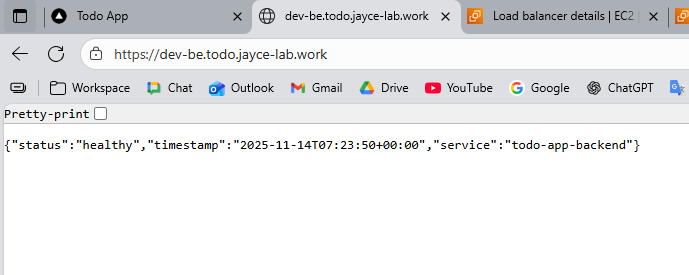 Todo App
dev-be.todo.jayce-lab.work
Load balancer details | EC2 |
https://dev-be.todo.jayce-lab.work
Workspace
Chat
Outlook
Gmail
Drive
YouTube
Google
ChatGPT
Pretty-print
{"status":"healthy","timestamp":"2025-11-14T07:23:50+00:00","service":"todo-app-backend"}